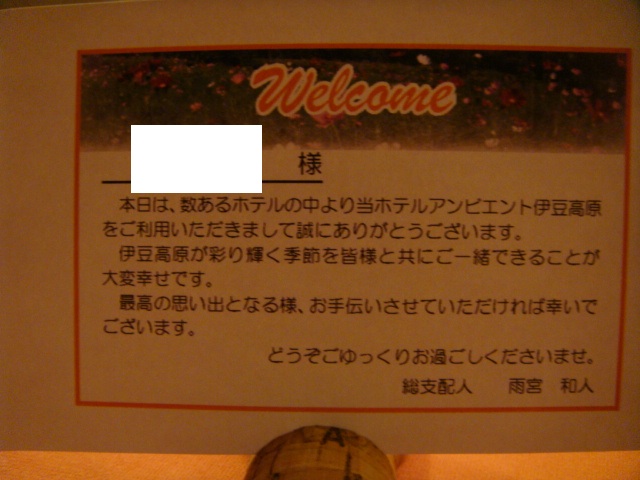 Welcome
様
本日は、数あるホテルの中より当ホテルアンビエント伊豆高原
をご利用いただきまして誠にありがとうございます。
伊豆高原が彩り輝く季節を皆様と共にご一緒できることが
大変幸せです。
最高の思い出となる様、お手伝いさせていただければ幸いで
ございます。
どうぞごゆっくりお過ごしくださいませ。
総支配人　雨宮　和人